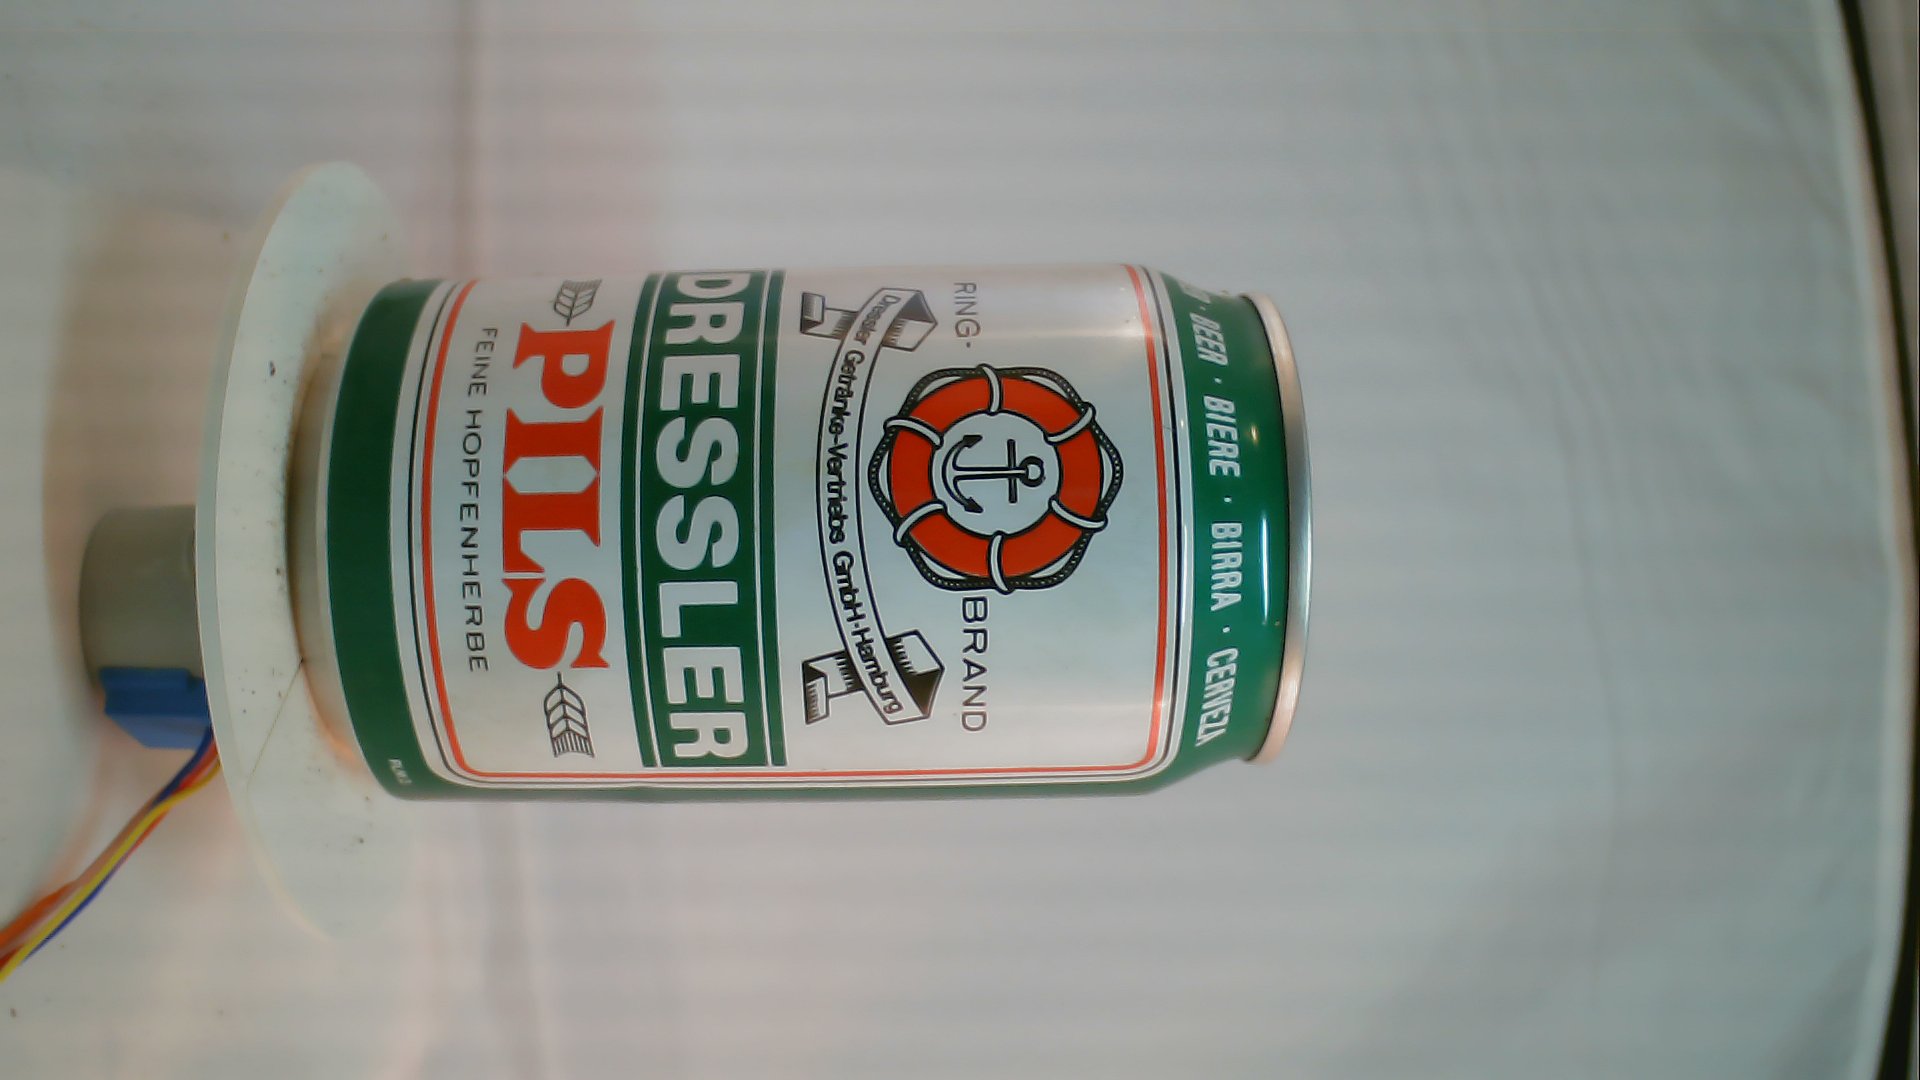 BEER · BIERE · BIRRA · CERVEZA
RING- BRAND
Dressler Getränke-Vertriebs GmbH·Hamburg
DRESSLER
PILS
FEINE HOPFENHERBE